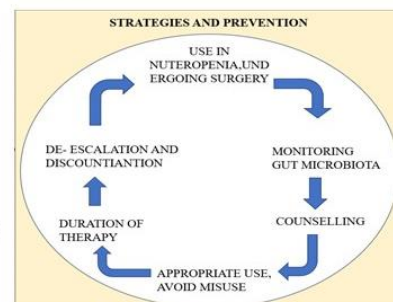 STRATEGIES AND PREVENTION
USE IN
NUTEROPENIA,UND
ERGOING SURGERY
MONITORING
GUT MICROBIOTA
COUNSELLING
APPROPRIATE USE,
AVOID MISUSE
DURATION OF
THERAPY
DE- ESCALATION AND
DISCOUNTIANTION